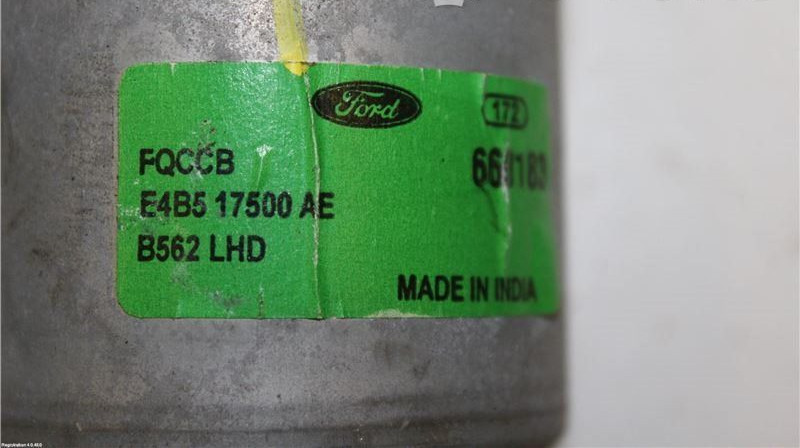 Ford
172
FQCCB
E4B5 17500 AE
B562 LHD
MADE IN INDIA